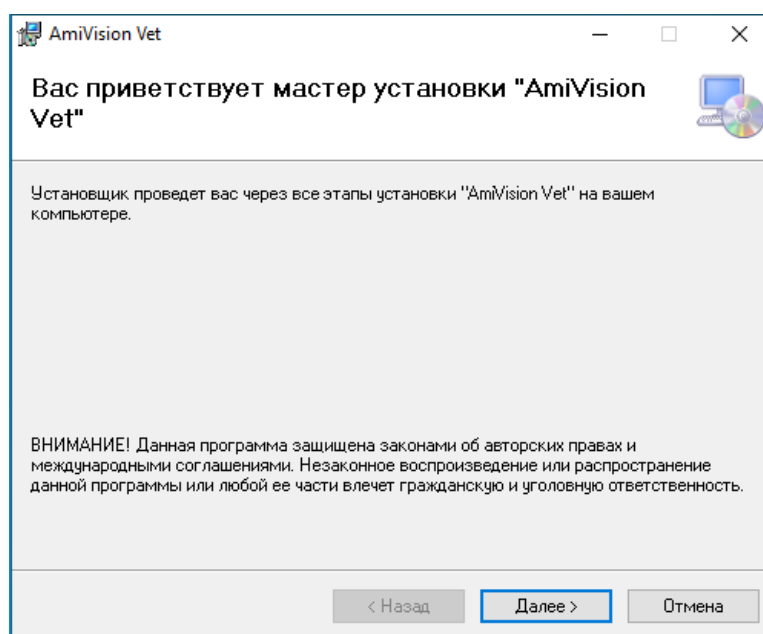 AmiVision Vet
Вас приветствует мастер установки "AmiVision
Vet"
Установщик проведет вас через все этапы установки "AmiVision Vet" на вашем
компьютере.
ВНИМАНИЕ! Данная программа защищена законами об авторских правах и
международными соглашениями. Незаконное воспроизведение или распространение
данной программы или любой ее части влечет гражданскую и уголовную ответственность.
< Назад
Далее >
Отмена